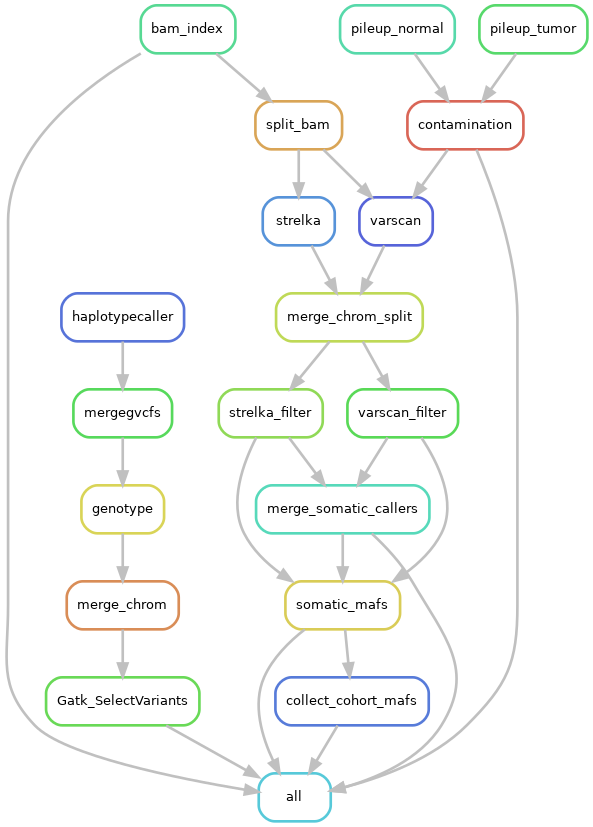 bam_index
pileup_normal
pileup_tumor
split_bam
contamination
strelka
varscan
haplotypecaller
merge_chrom_split
mergegvcfs
strelka_filter
varscan_filter
genotype
merge_somatic_callers
merge_chrom
somatic_mafs
Gatk_SelectVariants
collect_cohort_mafs
all